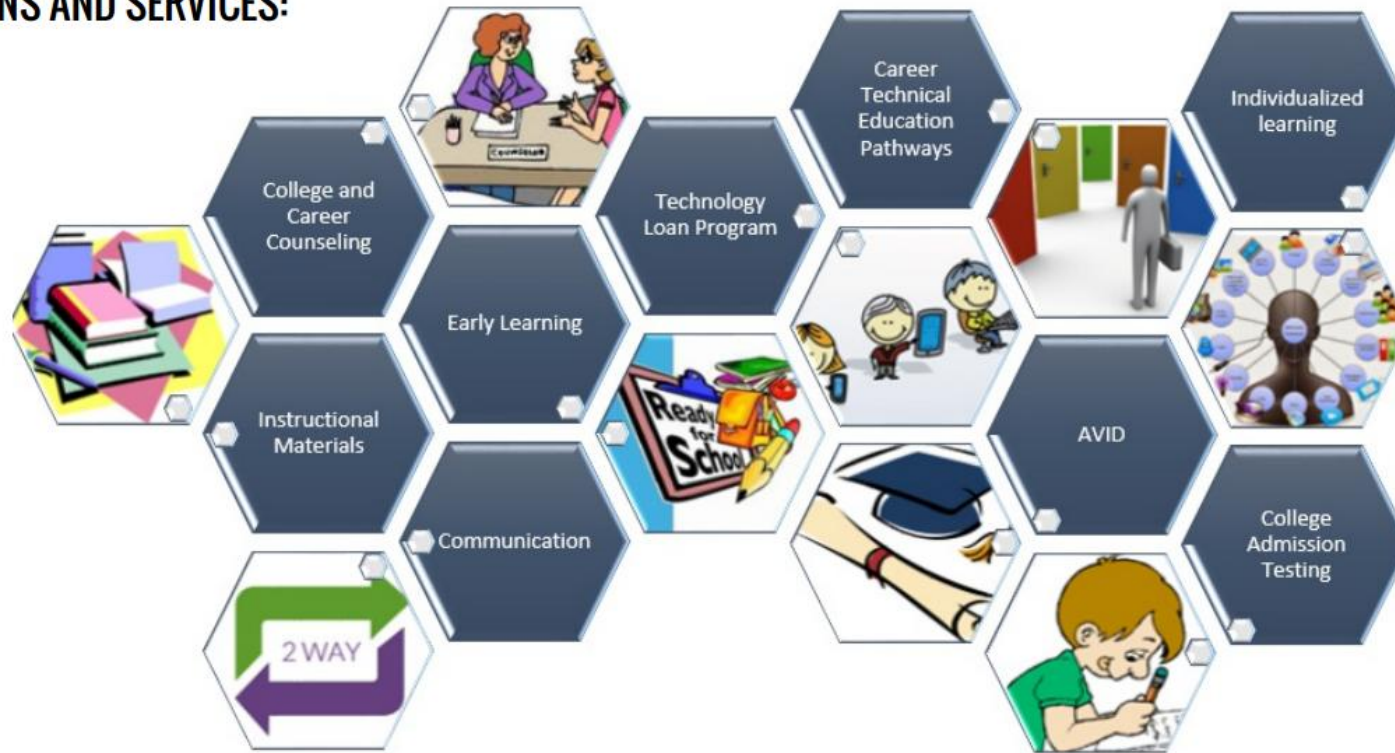 NS AND SERVICES:
College and
Career
Counseling
COUNSELOR
Technology
Loan Program
Career
Technical
Education
Pathways
Individualized
learning
Early Learning
Instructional
Materials
Ready
for
School
AVID
Communication
College
Admission
Testing
2 WAY